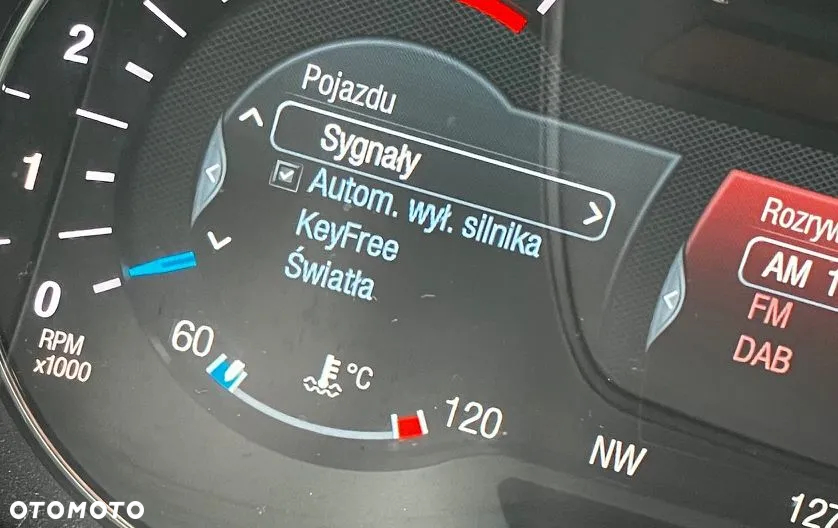 2
1
0
RPM
x1000
Pojazdu
Sygnały
Autom. wył. silnika
KeyFree
Światła
60
°C
120
NW
AM
FM
DAB
OTOMOTO